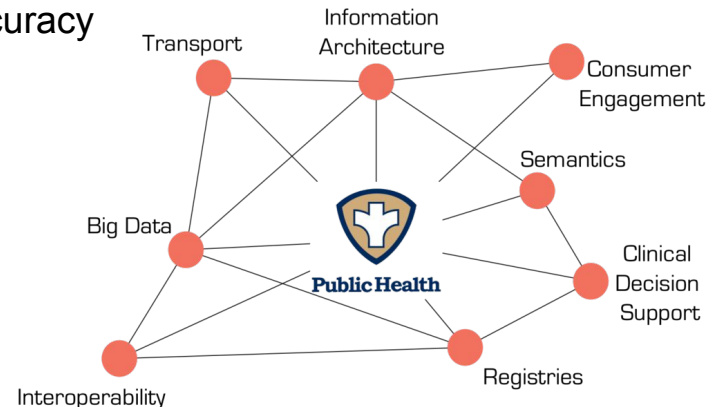 curacy
Information
Architecture
Transport
Consumer
Engagement
Semantics
Big Data
Clinical
Decision
Support
Public Health
Registries
Interoperability